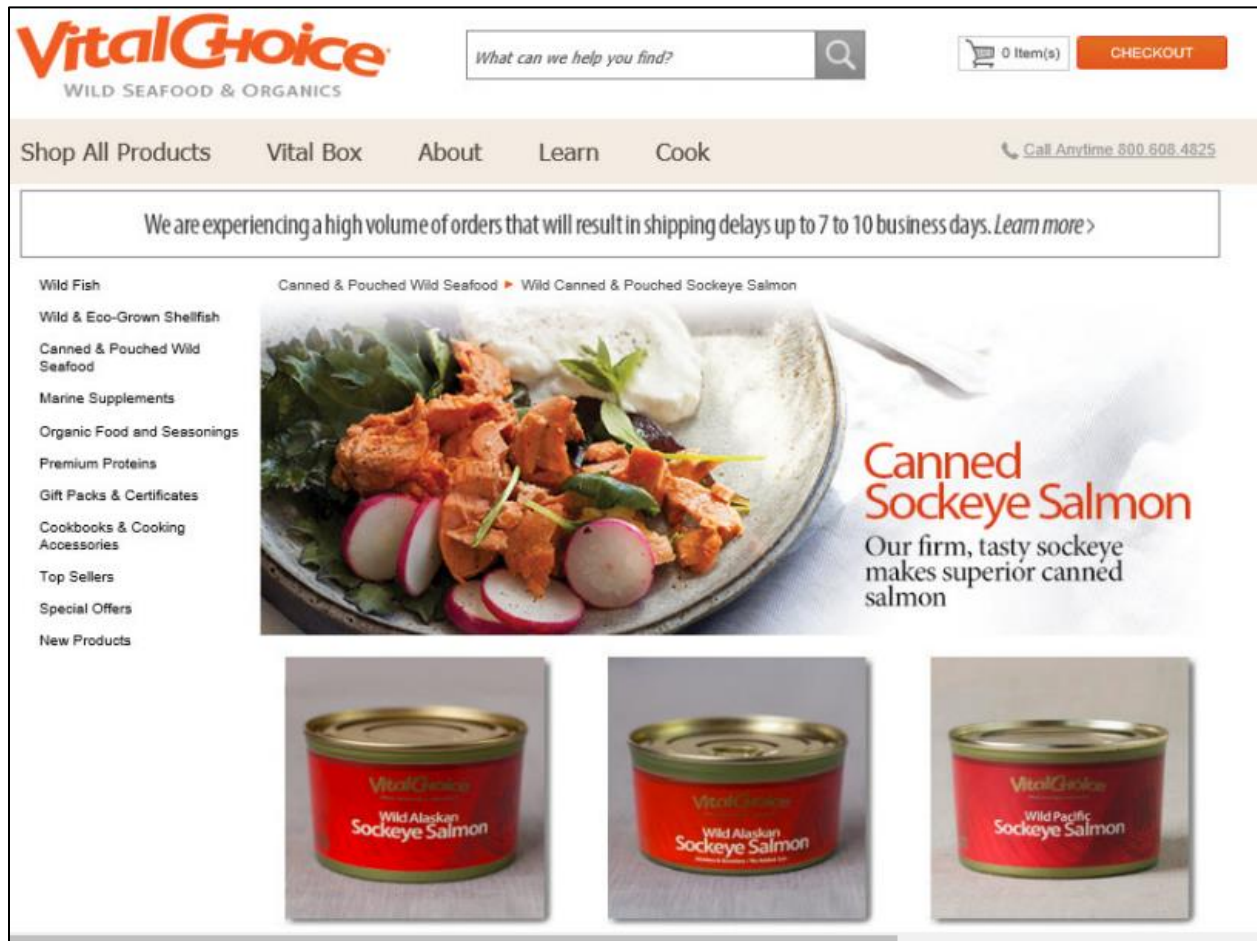 VitalChoice
WILD SEAFOOD & ORGANICS
What can we help you find?
0 Item(s)
CHECKOUT
Shop All Products
Vital Box
About
Learn
Cook
Call Anytime 800.608.4825
We are experiencing a high volume of orders that will result in shipping delays up to 7 to 10 business days. Learn more >
Wild Fish
Wild & Eco-Grown Shellfish
Canned & Pouched Wild
Seafood
Marine Supplements
Organic Food and Seasonings
Premium Proteins
Gift Packs & Certificates
Cookbooks & Cooking
Accessories
Top Sellers
Special Offers
New Products
Canned & Pouched Wild Seafood ► Wild Canned & Pouched Sockeye Salmon
Canned
Sockeye Salmon
Our firm, tasty sockeye
makes superior canned
salmon
VitalChoice
Wild Alaskan
Sockeye Salmon
VitalChoice
Wild Alaskan
Sockeye Salmon
VitalChoice
Wild Pacific
Sockeye Salmon